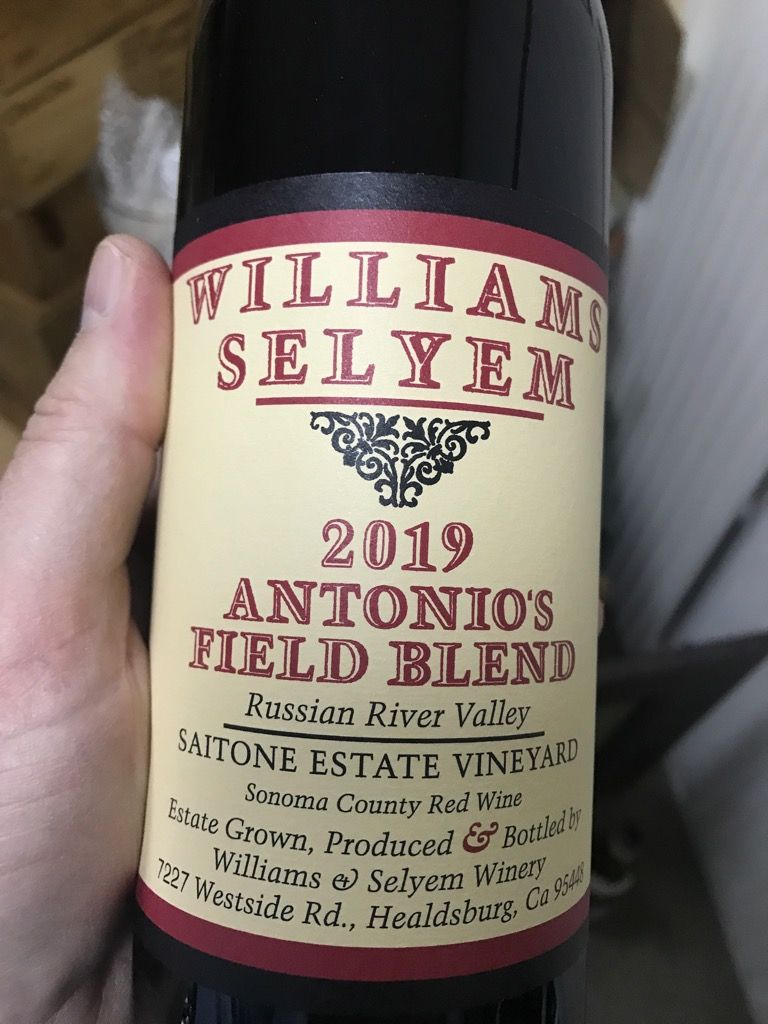 WILLIAMS
SELYEM
2019
ANTONIO'S
FIELD BLEND
Russian River Valley
SAITONE ESTATE VINEYARD
Sonoma County Red Wine
Estate Grown, Produced & Bottled by
Williams & Selyem Winery
7227 Westside Rd., Healdsburg, Ca 95448